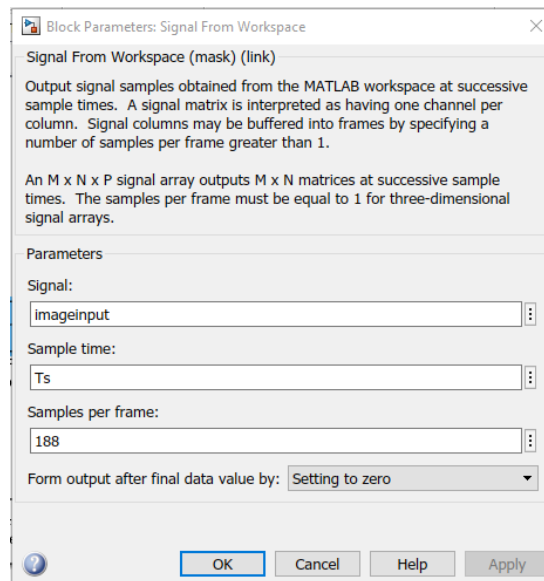 Block Parameters: Signal From Workspace
Signal From Workspace (mask) (link)
Output signal samples obtained from the MATLAB workspace at successive
sample times.  A signal matrix is interpreted as having one channel per
column.  Signal columns may be buffered into frames by specifying a
number of samples per frame greater than 1.
An M x N x P signal array outputs M x N matrices at successive sample
times.  The samples per frame must be equal to 1 for three-dimensional
signal arrays.
Parameters
Signal:
imageinput
Sample time:
Ts
Samples per frame:
188
Form output after final data value by: Setting to zero
OK Cancel Help Apply